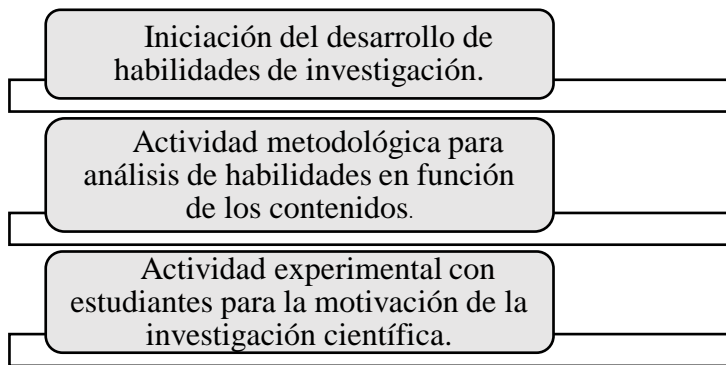 Iniciación del desarrollo de
habilidades de investigación.
Actividad metodológica para
análisis de habilidades en función
de los contenidos.
Actividad experimental con
estudiantes para la motivación de la
investigación científica.